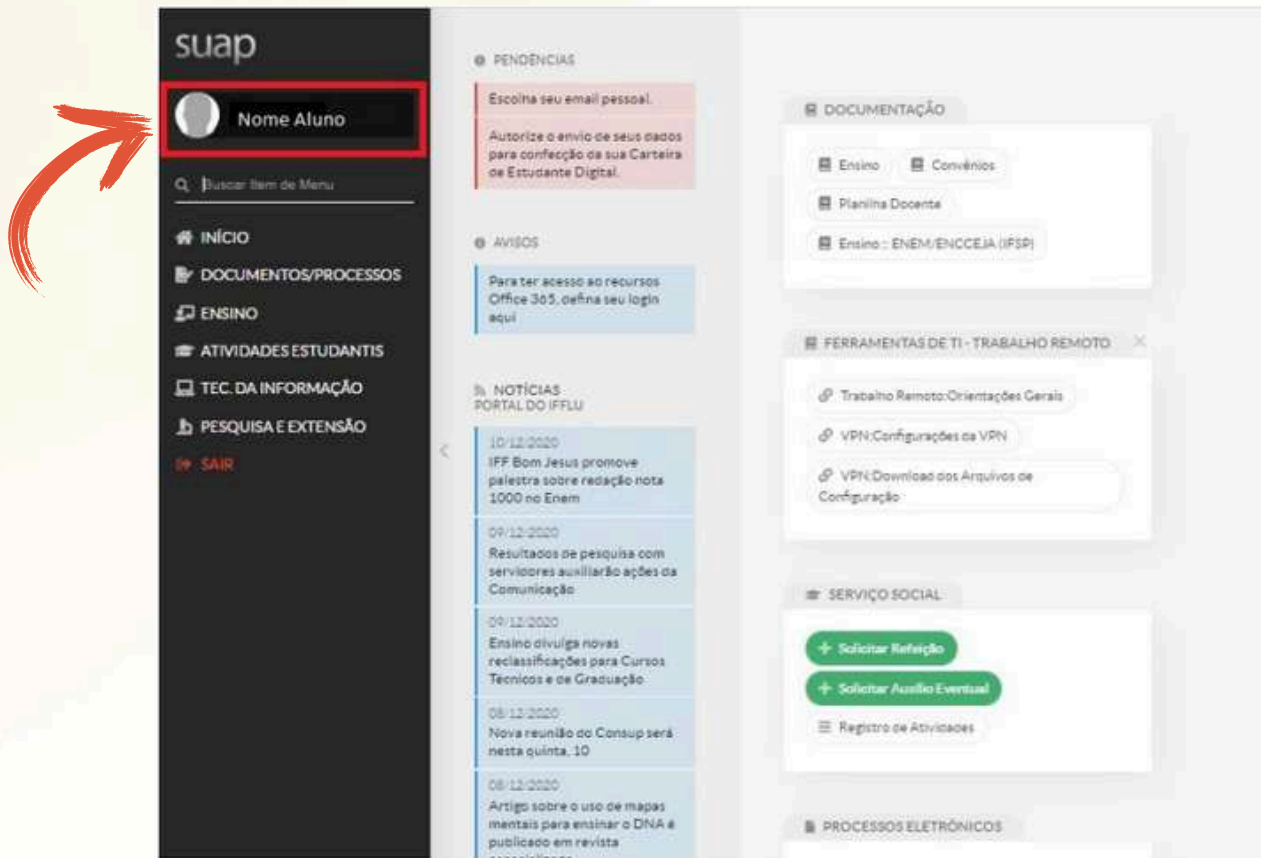 suap
Nome Aluno
Buscar Item de Menu
INÍCIO
DOCUMENTOS/PROCESSOS
ENSINO
ATIVIDADES ESTUDANTIS
TEC. DA INFORMAÇÃO
PESQUISA E EXTENSÃO
SAIR
PENDÊNCIAS
Escolha seu email pessoal.
Autorize o envio de seus dados
para confecção da sua Carteira
de Estudante Digital.
AVISOS
Para ter acesso ao recursos
Office 365, defina seu login
aqui
NOTÍCIAS
PORTAL DO IFFLU
10/12/2020
IFF Bom Jesus promove
palestra sobre redação nota
1000 no Enem
09/12/2020
Resultados de pesquisa com
servidores auxiliarão ações da
Comunicação
09/12/2020
Ensino divulga novas
reclassificações para Cursos
Técnicos e de Graduação
08/12/2020
Nova reunião do Consup será
nesta quinta, 10
08/12/2020
Artigo sobre o uso de mapas
mentais para ensinar o DNA é
publicado em revista
DOCUMENTAÇÃO
Ensino Convênios
Planilha Docente
Ensino :: ENEM/ENCCEJA (IFSP)
FERRAMENTAS DE TI - TRABALHO REMOTO
Trabalho Remoto:Orientações Gerais
VPN:Configurações da VPN
VPN:Download dos Arquivos de
Configuração
SERVIÇO SOCIAL
+ Solicitar Refeição
+ Solicitar Auxílio Eventual
Registro de Atividades
PROCESSOS ELETRÔNICOS